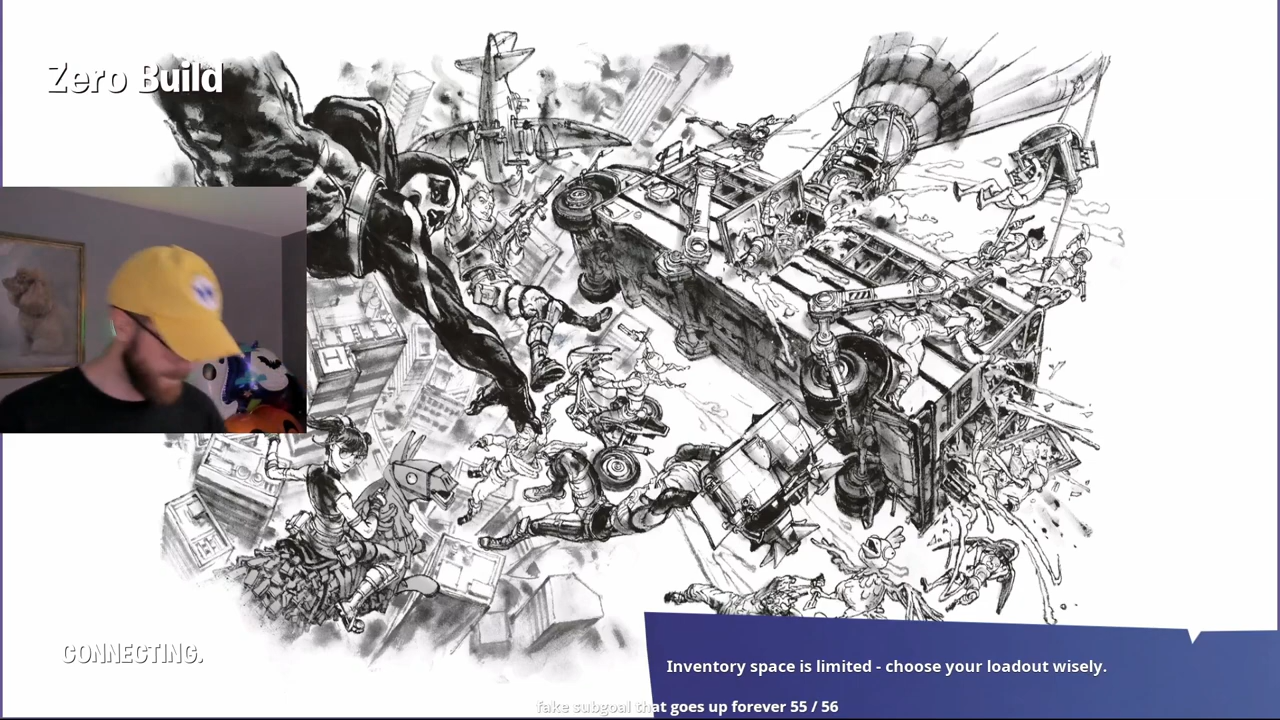 Zero Build
CONNECTING.
Inventory space is limited - choose your loadout wisely.
fake subgoal that goes up forever 55 / 56